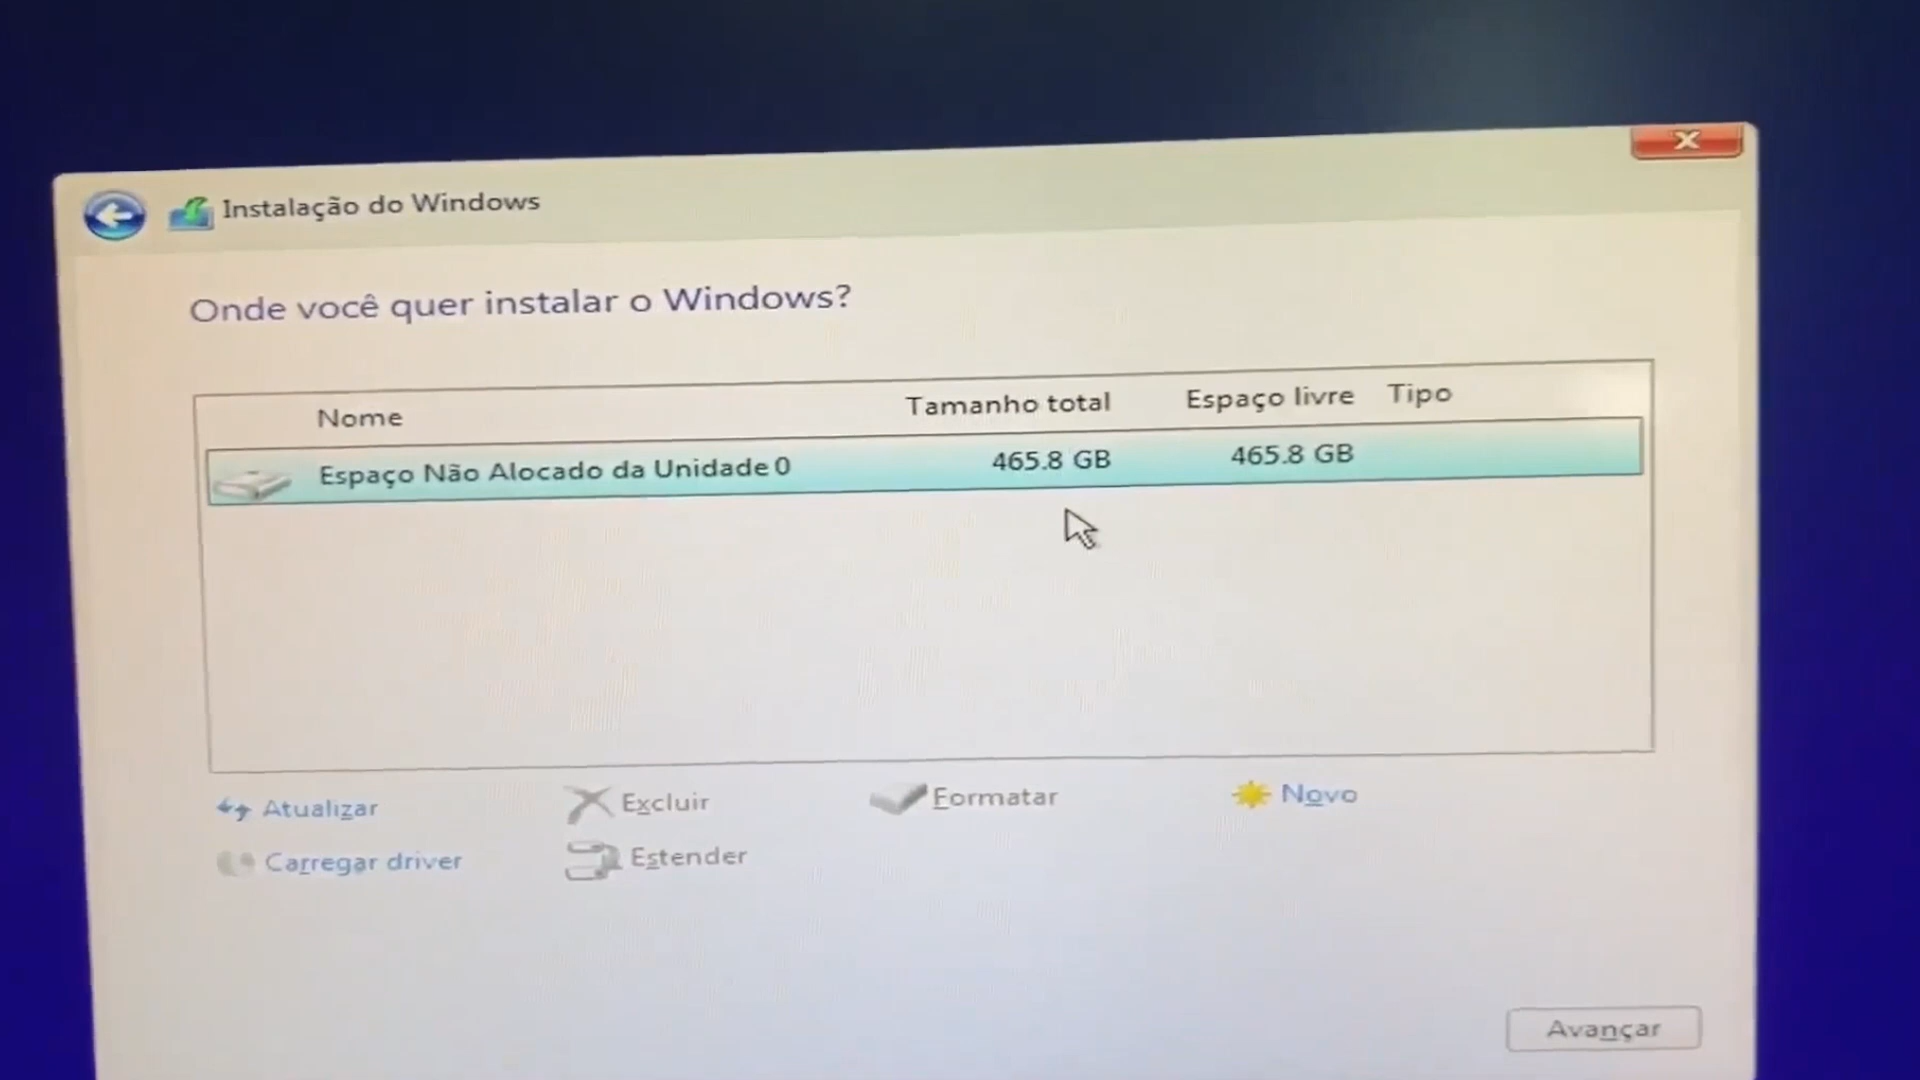 Instalação do Windows
Onde você quer instalar o Windows?
Nome Tamanho total Espaço livre Tipo
Espaço Não Alocado da Unidade 0 465.8 GB 465.8 GB
Atualizar Excluir Formatar Novo
Carregar driver Estender
Avançar